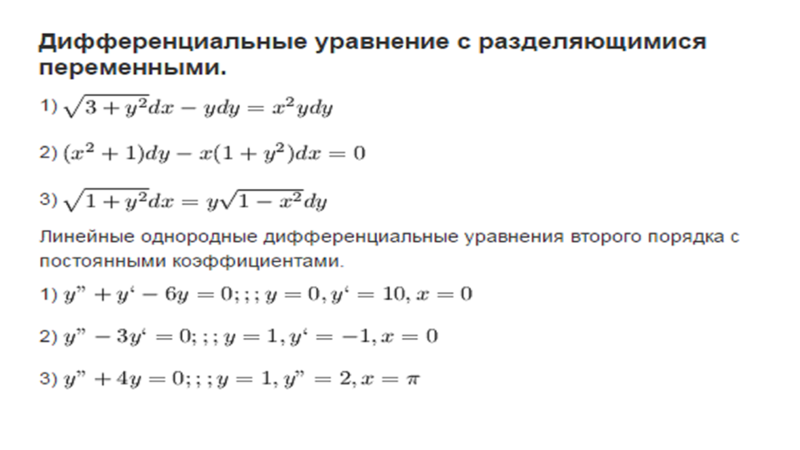 Дифференциальные уравнение с разделяющимися
переменными.
1) √(3 + y²)dx − ydy = x²ydy
2) (x² + 1)dy − x(1 + y²)dx = 0
3) √(1 + y²)dx = y√(1 − x²)dy
Линейные однородные дифференциальные уравнения второго порядка с
постоянными коэффициентами.
1) y” + y‘ − 6y = 0; ; ; y = 0, y‘ = 10, x = 0
2) y” − 3y‘ = 0; ; ; y = 1, y‘ = −1, x = 0
3) y” + 4y = 0; ; ; y = 1, y” = 2, x = π